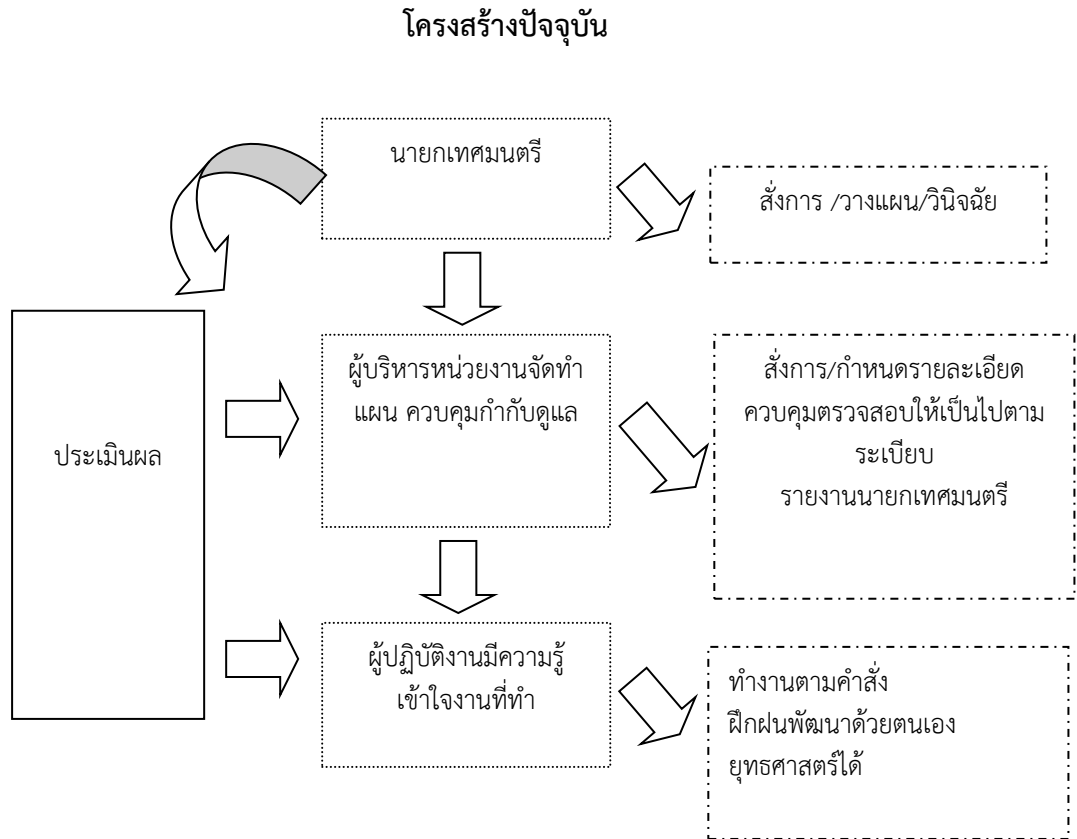 โครงสร้างปัจจุบัน
นายกเทศมนตรี
สั่งการ /วางแผน/วินิจฉัย
ประเมินผล
ผู้บริหารหน่วยงานจัดทำ
แผน ควบคุมกำกับดูแล
สั่งการ/กำหนดรายละเอียด
ควบคุมตรวจสอบให้เป็นไปตาม
ระเบียบ
รายงานนายกเทศมนตรี
ผู้ปฏิบัติงานมีความรู้
เข้าใจงานที่ทำ
ทำงานตามคำสั่ง
ฝึกฝนพัฒนาด้วยตนเอง
ยุทธศาสตร์ได้